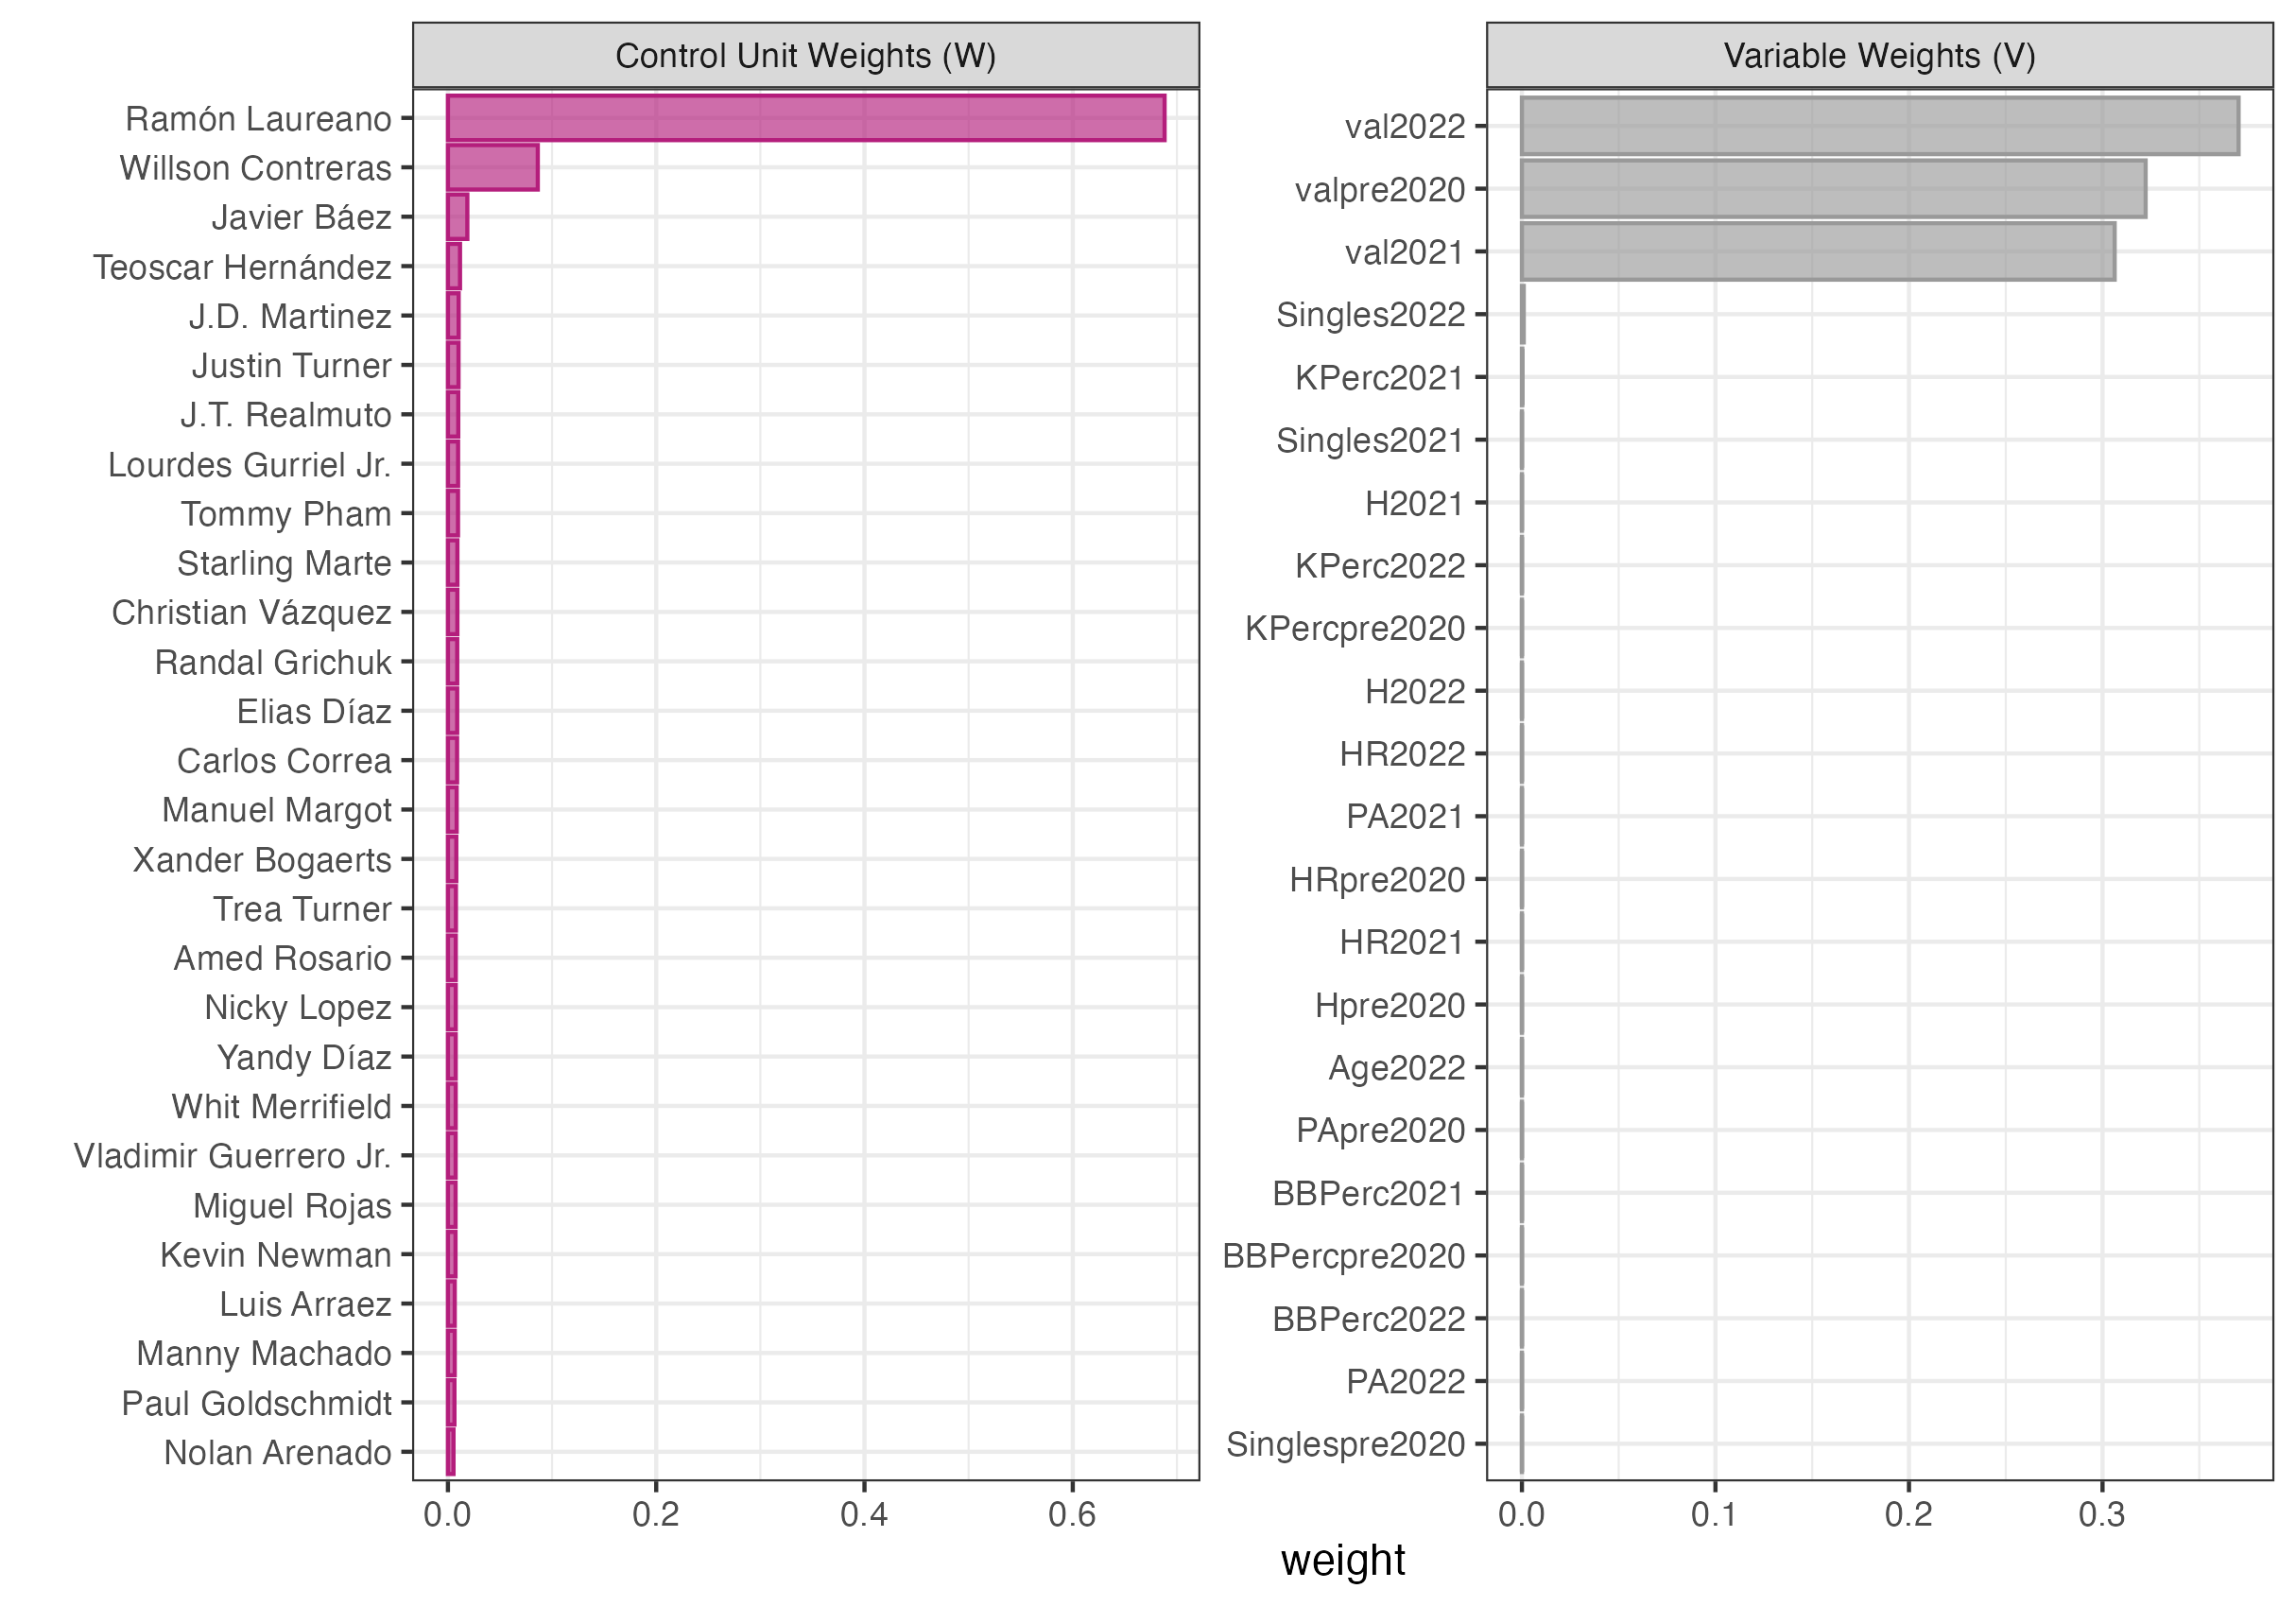 Control Unit Weights (W)
Ramón Laureano
Willson Contreras
Javier Báez
Teoscar Hernández
J.D. Martinez
Justin Turner
J.T. Realmuto
Lourdes Gurriel Jr.
Tommy Pham
Starling Marte
Christian Vázquez
Randal Grichuk
Elias Díaz
Carlos Correa
Manuel Margot
Xander Bogaerts
Trea Turner
Amed Rosario
Nicky Lopez
Yandy Díaz
Whit Merrifield
Vladimir Guerrero Jr.
Miguel Rojas
Kevin Newman
Luis Arraez
Manny Machado
Paul Goldschmidt
Nolan Arenado
0.0 0.2 0.4 0.6
Variable Weights (V)
val2022
valpre2020
val2021
Singles2022
KPerc2021
Singles2021
H2021
KPerc2022
KPercpre2020
H2022
HR2022
PA2021
HRpre2020
HR2021
Hpre2020
Age2022
PApre2020
BBPerc2021
BBPercpre2020
BBPerc2022
PA2022
Singlespre2020
0.0 0.1 0.2 0.3
weight